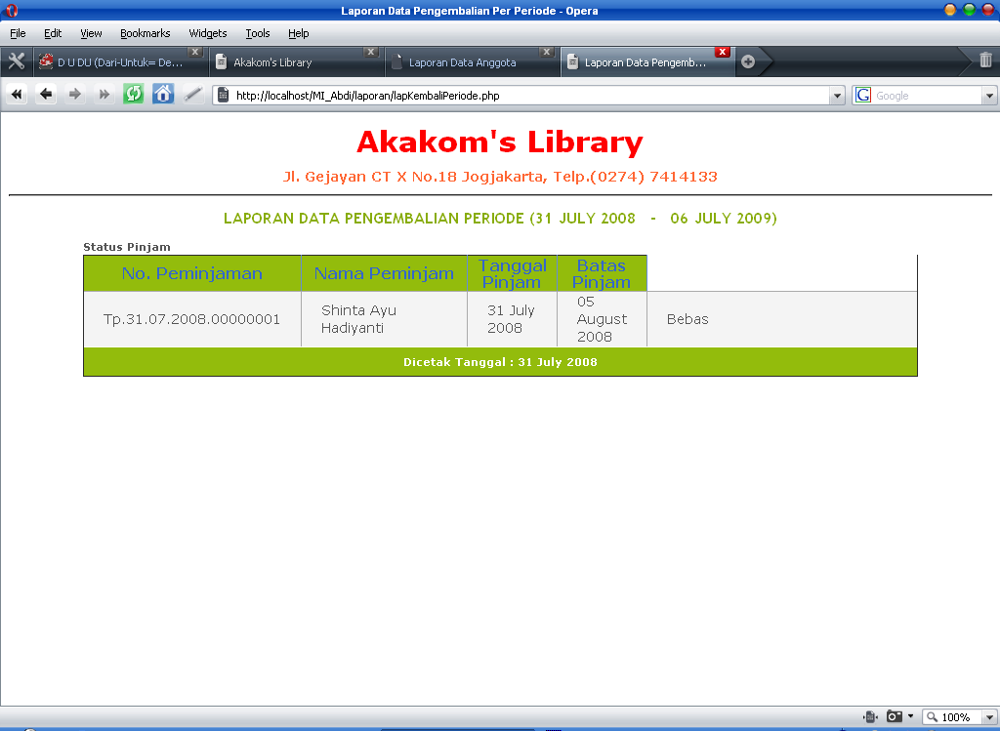 Laporan Data Pengembalian Per Periode - Opera
File Edit View Bookmarks Widgets Tools Help
D U DU (Dari-Untuk= De... Akakom's Library Laporan Data Anggota Laporan Data Pengemb...
http://localhost/MI_Abdi/laporan/lapKembaliPeriode.php Google
Akakom's Library
Jl. Gejayan CT X No.18 Jogjakarta, Telp.(0274) 7414133
LAPORAN DATA PENGEMBALIAN PERIODE (31 JULY 2008 - 06 JULY 2009)
Status Pinjam
No. Peminjaman
Nama Peminjam
Tanggal
Pinjam
Batas
Pinjam
Tp.31.07.2008.00000001
Shinta Ayu
Hadiyanti
31 July
2008
05
August
2008
Bebas
Dicetak Tanggal : 31 July 2008
100%